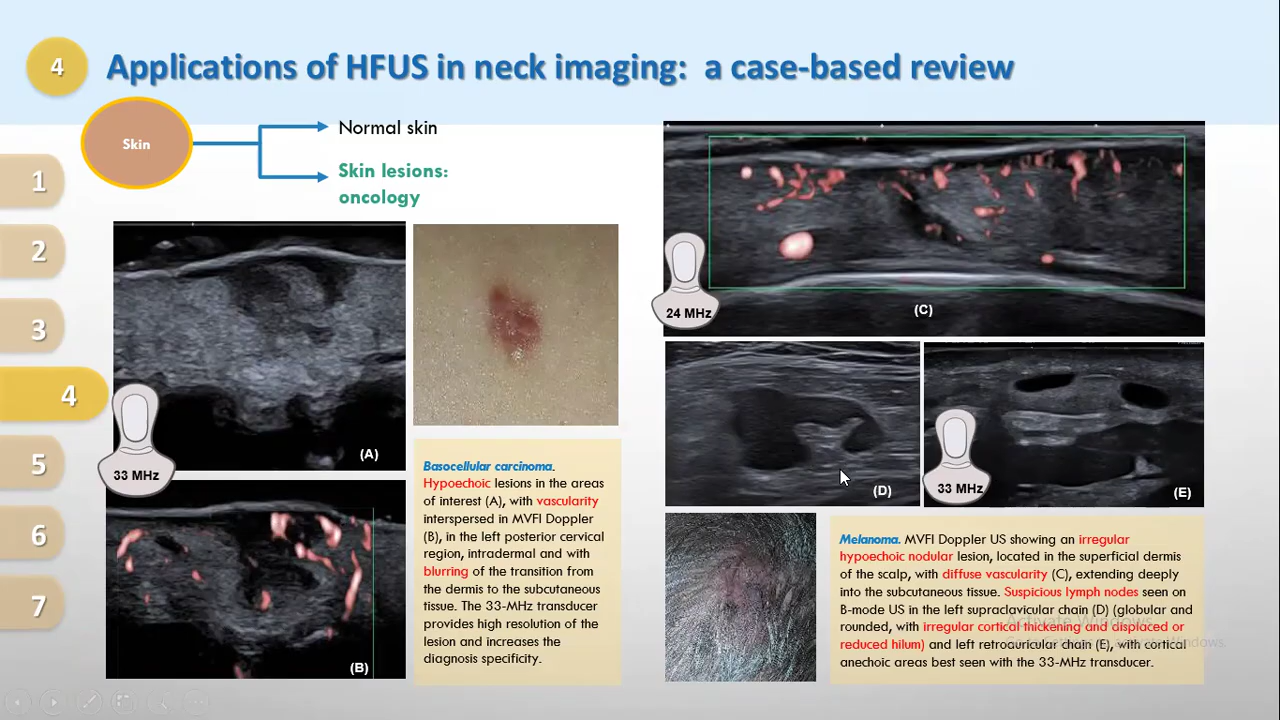 4
Applications of HFUS in neck imaging: a case-based review
Skin
Normal skin
Skin lesions:
oncology
1
2
3
4
5
6
7
(A)
33 MHz
(B)
Basocellular carcinoma.
Hypoechoic lesions in the areas
of interest (A), with vascularity
interspersed in MVFI Doppler
(B), in the left posterior cervical
region, intradermal and with
blurring of the transition from
the dermis to the subcutaneous
tissue. The 33-MHz transducer
provides high resolution of the
lesion and increases the
diagnosis specificity.
24 MHz
(C)
(D)
33 MHz
(E)
Melanoma. MVFI Doppler US showing an irregular
hypoechoic nodular lesion, located in the superficial dermis
of the scalp, with diffuse vascularity (C), extending deeply
into the subcutaneous tissue. Suspicious lymph nodes seen on
B-mode US in the left supraclavicular chain (D) (globular and
rounded, with irregular cortical thickening and displaced or
reduced hilum) and left retroauricular chain (E), with cortical
anechoic areas best seen with the 33-MHz transducer.
Activate Windows